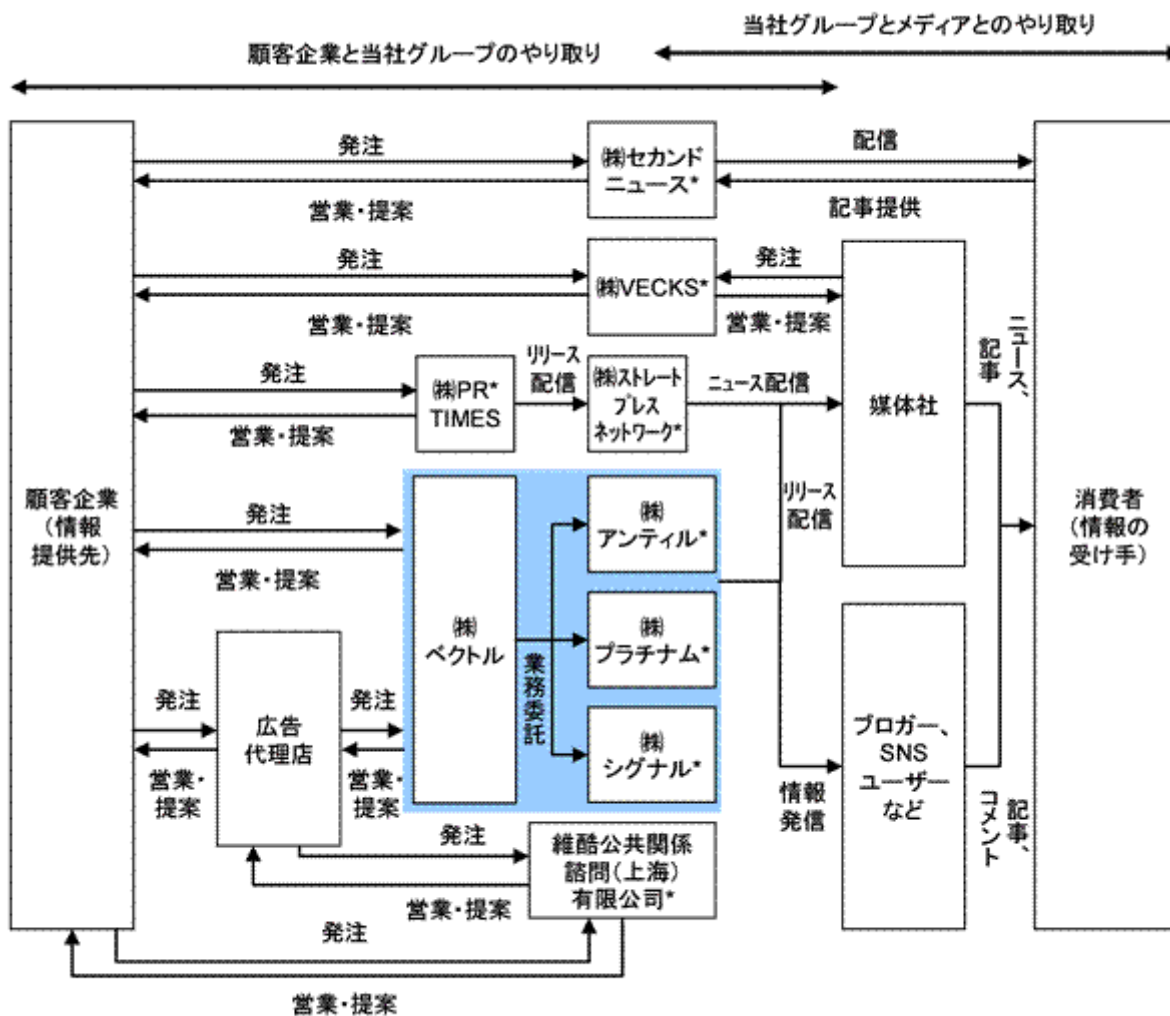 当社グループとメディアとのやり取り
顧客企業と当社グループのやり取り
発注
㈱セカンド
ニュース*
配信
営業・提案
記事提供
発注
㈱VECKS*
発注
営業・提案
営業・提案
発注
㈱PR*
TIMES
リリース
配信
㈱ストレート
プレス
ネットワーク*
ニュース配信
営業・提案
媒体社
ニュース、
記事
顧客企業
(情報
提供先)
発注
営業・提案
㈱
ベクトル
業務委託
㈱
アンティル*
㈱
プラチナム*
㈱
シグナル*
リリース
配信
消費者
(情報の
受け手)
発注
営業・
提案
広告
代理店
発注
営業・
提案
情報
発信
ブロガー、
SNS
ユーザー
など
記事、
コメント
発注
営業・提案
維酷公共関係
諮問(上海)
有限公司*
発注
営業・提案